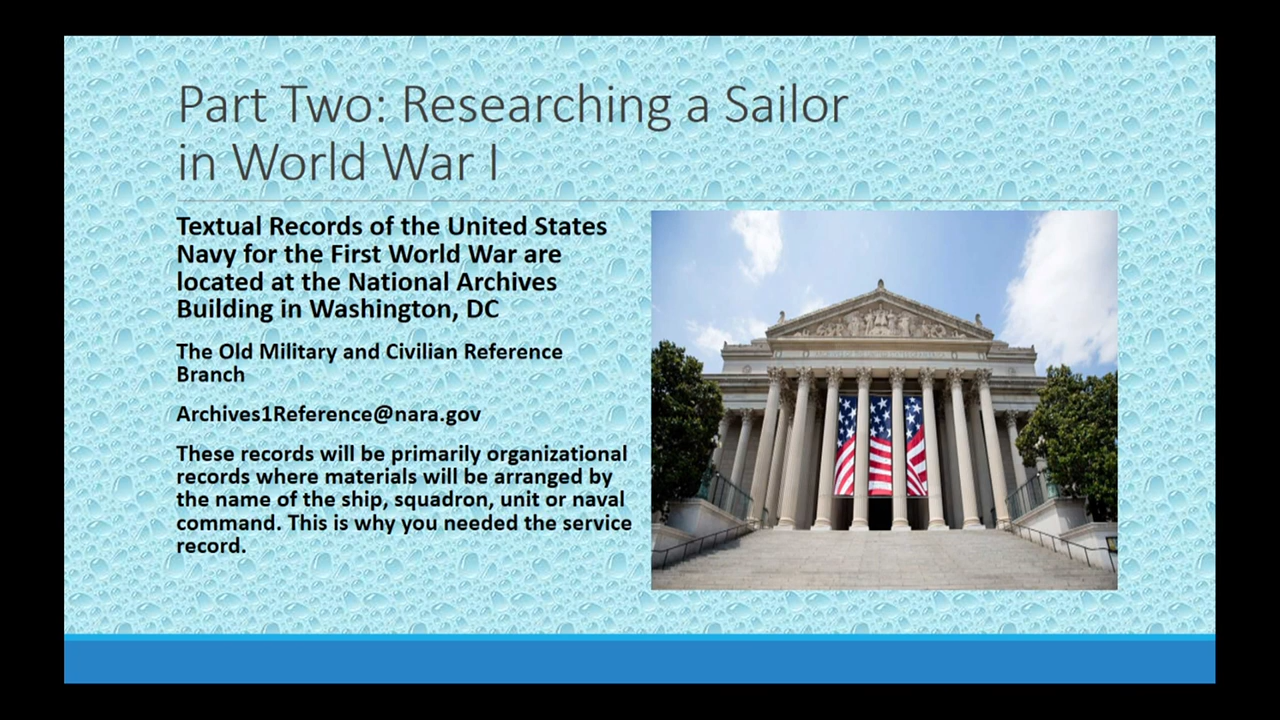 Part Two: Researching a Sailor
in World War I
Textual Records of the United States
Navy for the First World War are
located at the National Archives
Building in Washington, DC
The Old Military and Civilian Reference
Branch
Archives1Reference@nara.gov
These records will be primarily organizational
records where materials will be arranged by
the name of the ship, squadron, unit or naval
command. This is why you needed the service
record.